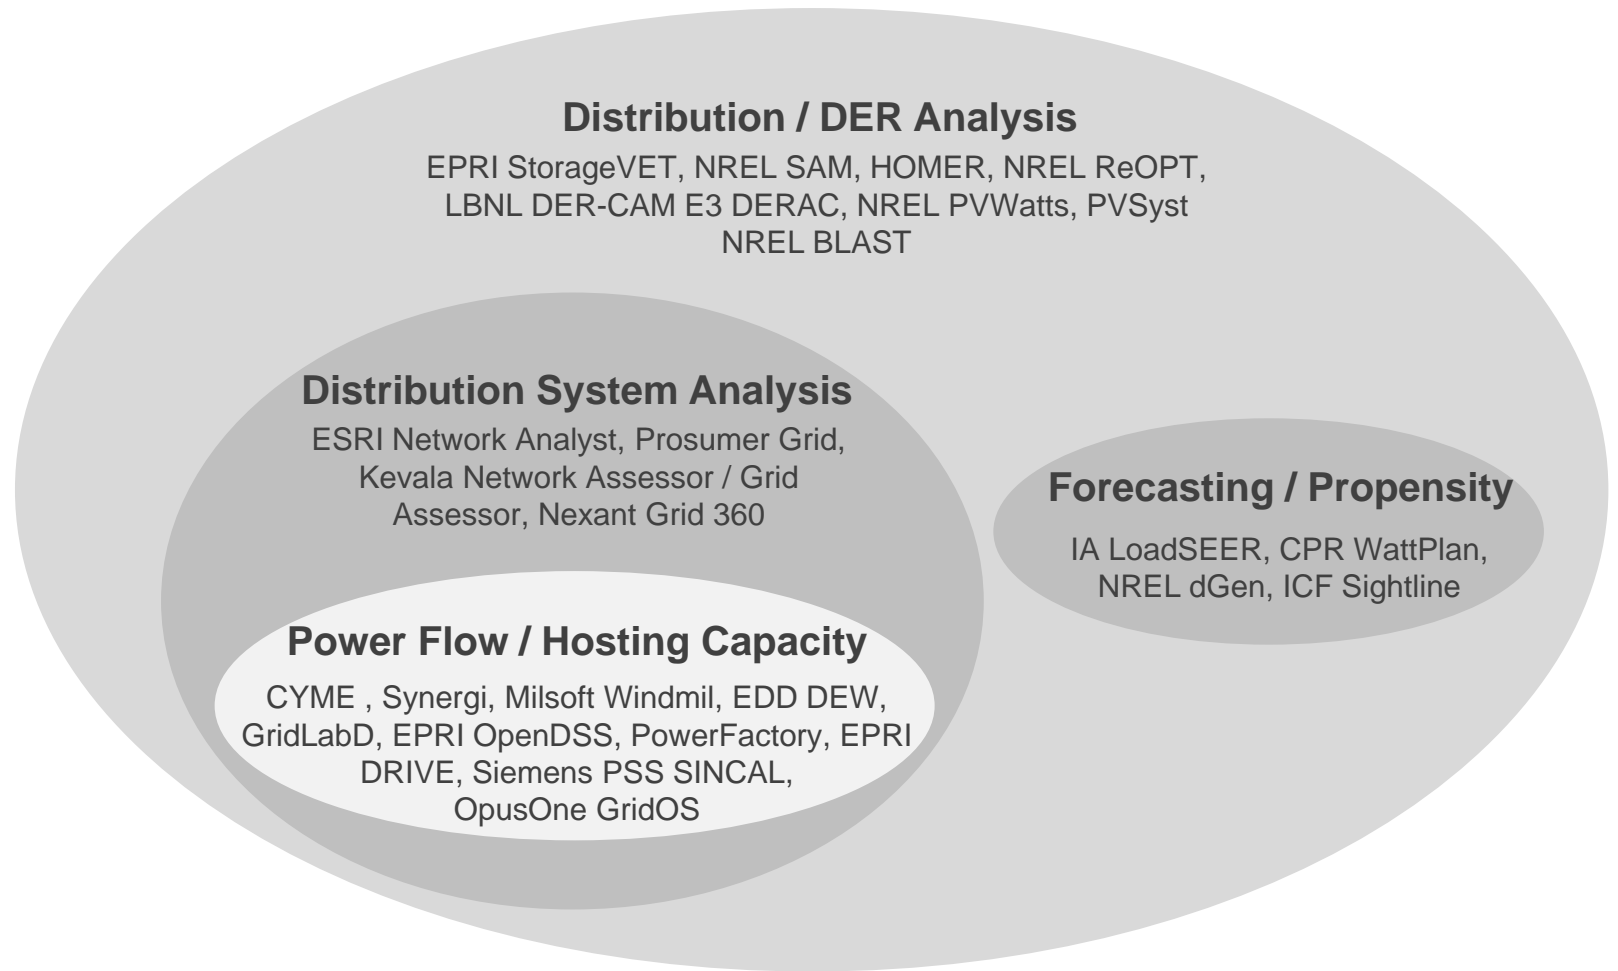 Distribution / DER Analysis
EPRI StorageVET, NREL SAM, HOMER, NREL ReOPT,
LBNL DER-CAM E3 DERAC, NREL PVWatts, PVSyst
NREL BLAST
Distribution System Analysis
ESRI Network Analyst, Prosumer Grid,
Kevala Network Assessor / Grid
Assessor, Nexant Grid 360
Forecasting / Propensity
IA LoadSEER, CPR WattPlan,
NREL dGen, ICF Sightline
Power Flow / Hosting Capacity
CYME , Synergi, Milsoft Windmil, EDD DEW,
GridLabD, EPRI OpenDSS, PowerFactory, EPRI
DRIVE, Siemens PSS SINCAL,
OpusOne GridOS